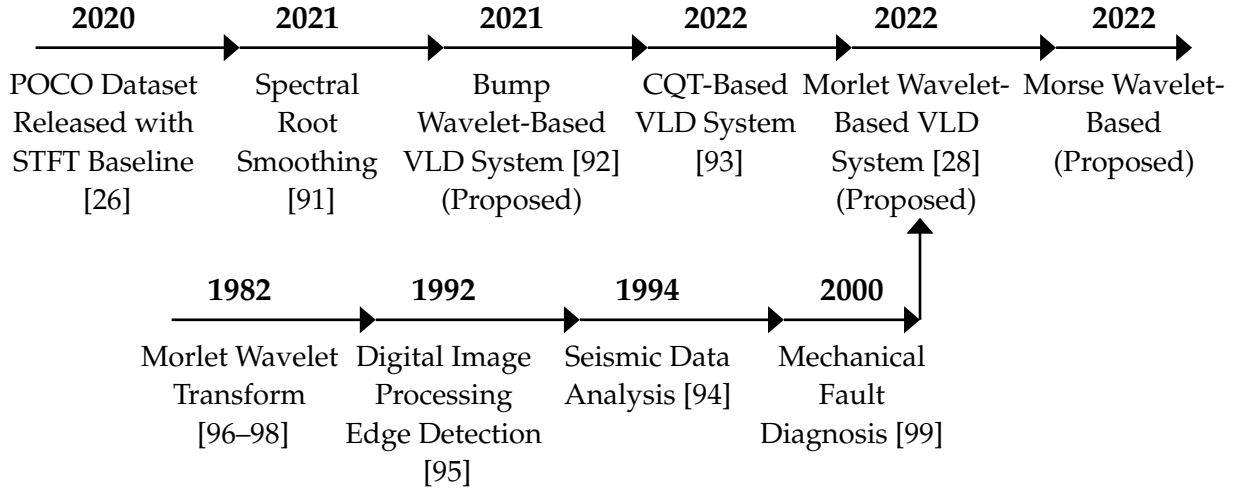 2020 2021 2021 2022 2022 2022
POCO Dataset
Released with
STFT Baseline
[26]
Spectral
Root
Smoothing
[91]
Bump
Wavelet-Based
VLD System [92]
(Proposed)
CQT-Based
VLD System
[93]
Morlet Wavelet-
Based VLD
System [28]
(Proposed)
Morse Wavelet-
Based
(Proposed)
1982 1992 1994 2000
Morlet Wavelet
Transform
[96–98]
Digital Image
Processing
Edge Detection
[95]
Seismic Data
Analysis [94]
Mechanical
Fault
Diagnosis [99]